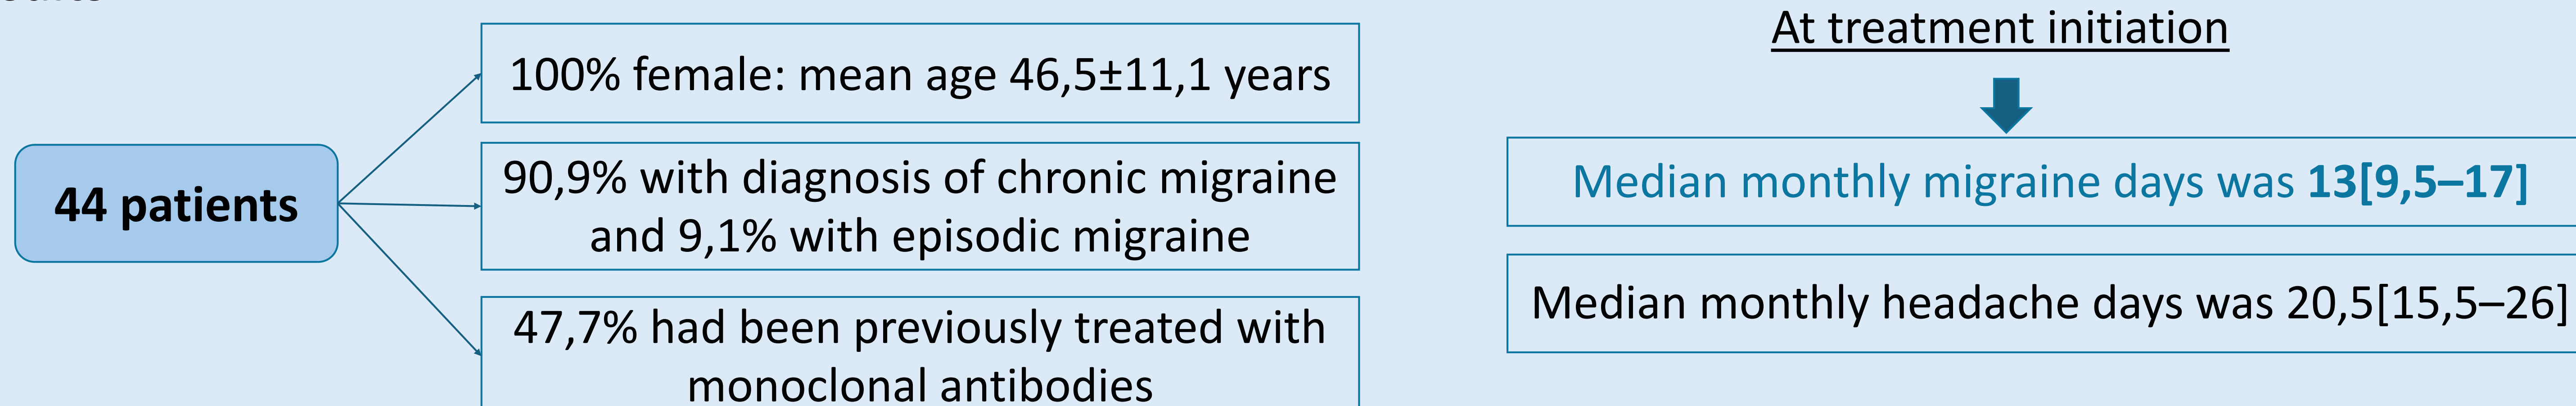 44 patients
100% female: mean age 46,5±11,1 years
90,9% with diagnosis of chronic migraine
and 9,1% with episodic migraine
47,7% had been previously treated with
monoclonal antibodies
At treatment initiation
Median monthly migraine days was 13[9,5–17]
Median monthly headache days was 20,5[15,5–26]